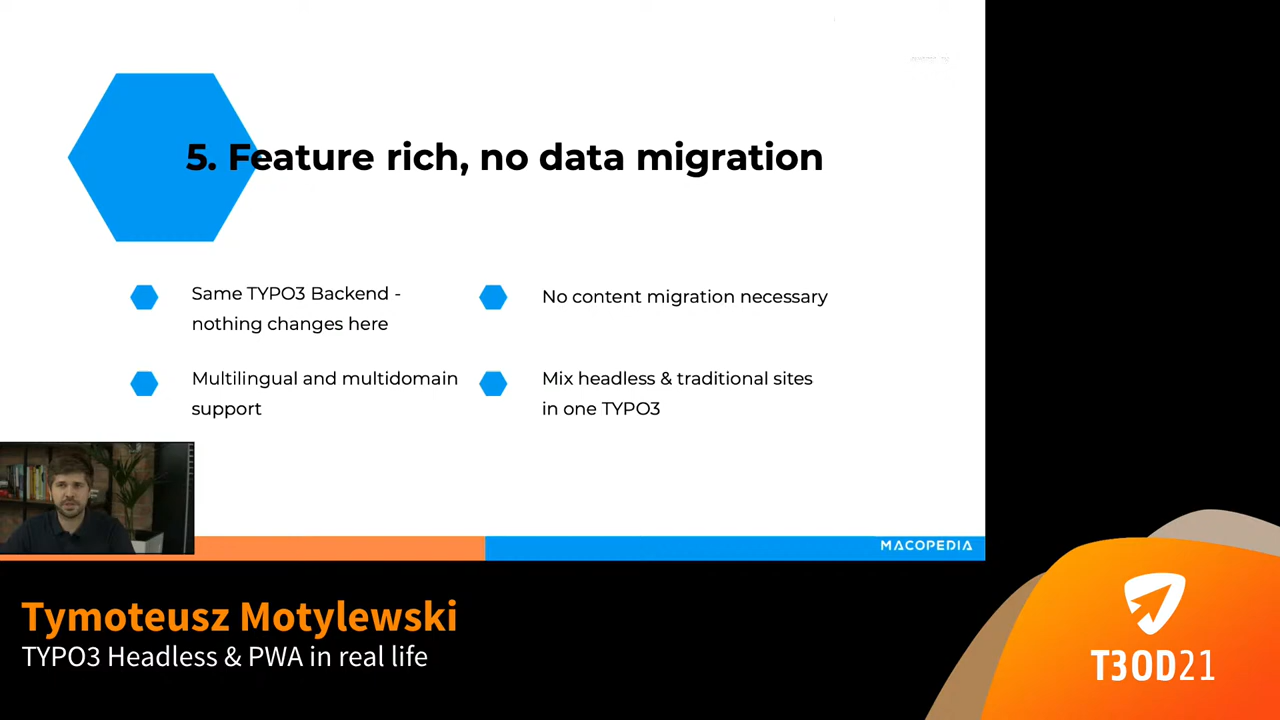 5. Feature rich, no data migration
Same TYPO3 Backend -
nothing changes here
No content migration necessary
Multilingual and multidomain
support
Mix headless & traditional sites
in one TYPO3
MACOPEDIA
Tymoteusz Motylewski
TYPO3 Headless & PWA in real life
T3OD21